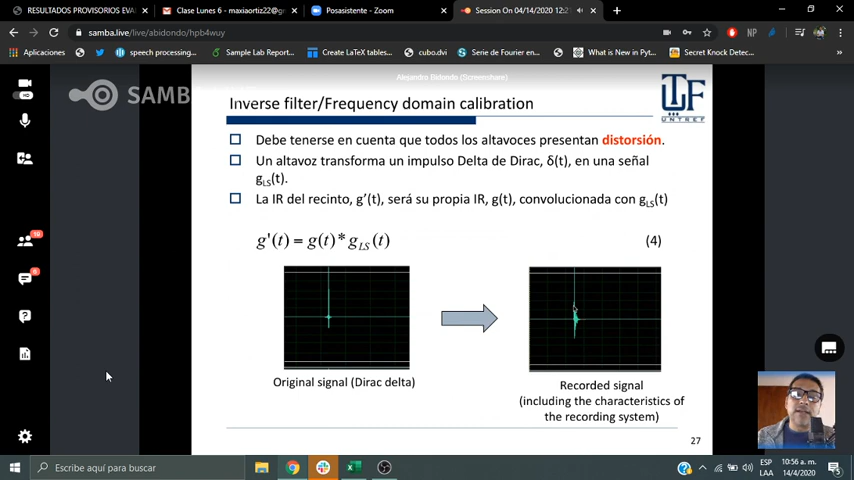 RESULTADOS PROVISORIOS EVA
Clase Lunes 6 - maxiaortiz22@gm
Posasistente - Zoom
Session On 04/14/2020 12:2
samba.live/live/abidondo/hpb4wuy
Aplicaciones
speech processing...
Sample Lab Report...
Create LaTeX tables...
cubo.dvi
Serie de Fourier en...
What is New in Pyt...
Secret Knock Detec...
Alejandro Bidondo (Screenshare)
SAMB
Inverse filter/Frequency domain calibration
UNTREF
Debe tenerse en cuenta que todos los altavoces presentan distorsión.
Un altavoz transforma un impulso Delta de Dirac, δ(t), en una señal
gLS(t).
La IR del recinto, g’(t), será su propia IR, g(t), convolucionada con gLS(t)
g'(t) = g(t)* gLS(t) (4)
Original signal (Dirac delta)
Recorded signal
(including the characteristics of
the recording system)
27
HD
Escribe aquí para buscar
ESP
LAA
10:56 a. m.
14/4/2020